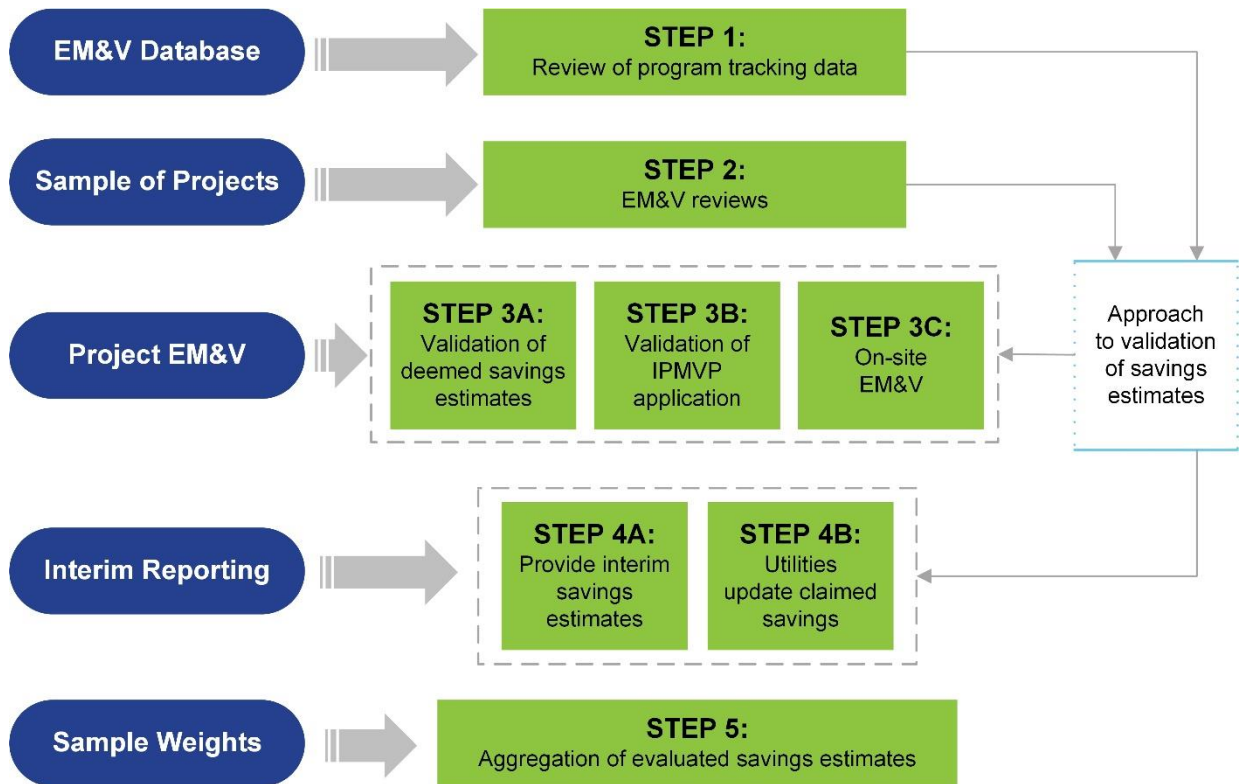 EM&V Database
STEP 1:
Review of program tracking data
Sample of Projects
STEP 2:
EM&V reviews
Project EM&V
STEP 3A:
Validation of
deemed savings
estimates
STEP 3B:
Validation of
IPMVP
application
STEP 3C:
On-site
EM&V
Approach
to validation
of savings
estimates
Interim Reporting
STEP 4A:
Provide interim
savings
estimates
STEP 4B:
Utilities
update claimed
savings
Sample Weights
STEP 5:
Aggregation of evaluated savings estimates